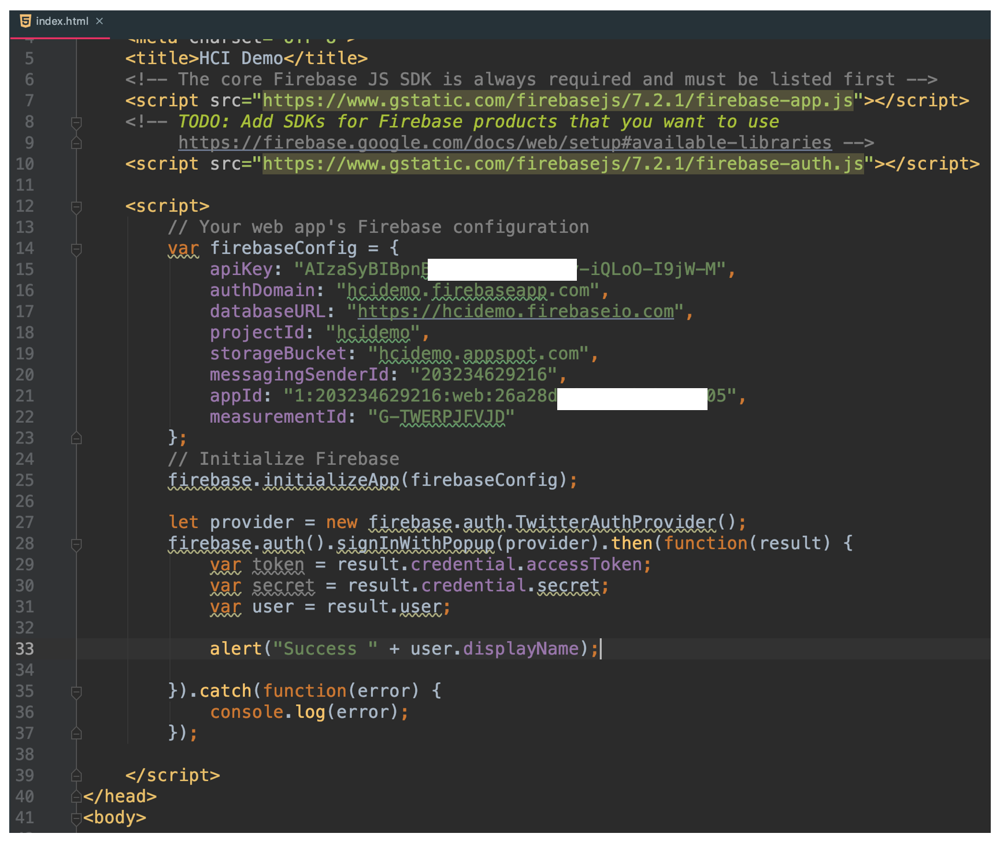 index.html ×
4 <meta charset="UTF-8">
5 <title>HCI Demo</title>
6 <!-- The core Firebase JS SDK is always required and must be listed first -->
7 <script src="https://www.gstatic.com/firebasejs/7.2.1/firebase-app.js"></script>
8 <!-- TODO: Add SDKs for Firebase products that you want to use
9 https://firebase.google.com/docs/web/setup#available-libraries -->
10 <script src="https://www.gstatic.com/firebasejs/7.2.1/firebase-auth.js"></script>
11
12 <script>
13 // Your web app's Firebase configuration
14 var firebaseConfig = {
15 apiKey: "AIzaSyBIBpn -iQLoO-I9jW-M",
16 authDomain: "hcidemo.firebaseapp.com",
17 databaseURL: "https://hcidemo.firebaseio.com",
18 projectId: "hcidemo",
19 storageBucket: "hcidemo.appspot.com",
20 messagingSenderId: "203234629216",
21 appId: "1:203234629216:web:26a28d 05",
22 measurementId: "G-TWERPJFVJD"
23 };
24 // Initialize Firebase
25 firebase.initializeApp(firebaseConfig);
26
27 let provider = new firebase.auth.TwitterAuthProvider();
28 firebase.auth().signInWithPopup(provider).then(function(result) {
29 var token = result.credential.accessToken;
30 var secret = result.credential.secret;
31 var user = result.user;
32
33 alert("Success " + user.displayName);
34
35 }).catch(function(error) {
36 console.log(error);
37 });
38
39 </script>
40 </head>
41 <body>